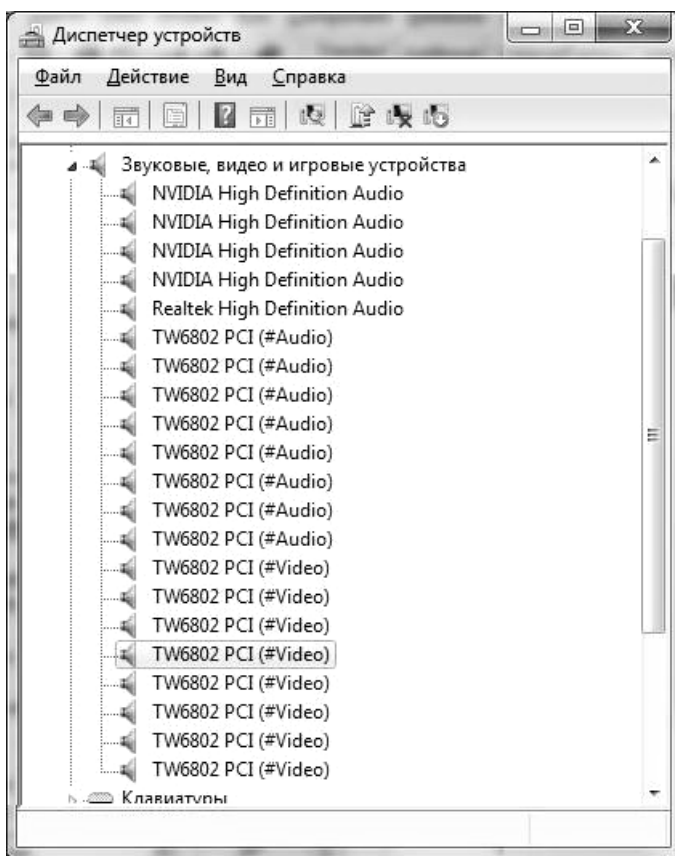 Диспетчер устройств
Файл Действие Вид Справка
Звуковые, видео и игровые устройства
NVIDIA High Definition Audio
NVIDIA High Definition Audio
NVIDIA High Definition Audio
NVIDIA High Definition Audio
Realtek High Definition Audio
TW6802 PCI (#Audio)
TW6802 PCI (#Audio)
TW6802 PCI (#Audio)
TW6802 PCI (#Audio)
TW6802 PCI (#Audio)
TW6802 PCI (#Audio)
TW6802 PCI (#Audio)
TW6802 PCI (#Audio)
TW6802 PCI (#Video)
TW6802 PCI (#Video)
TW6802 PCI (#Video)
TW6802 PCI (#Video)
TW6802 PCI (#Video)
TW6802 PCI (#Video)
TW6802 PCI (#Video)
TW6802 PCI (#Video)
Клавиатуры